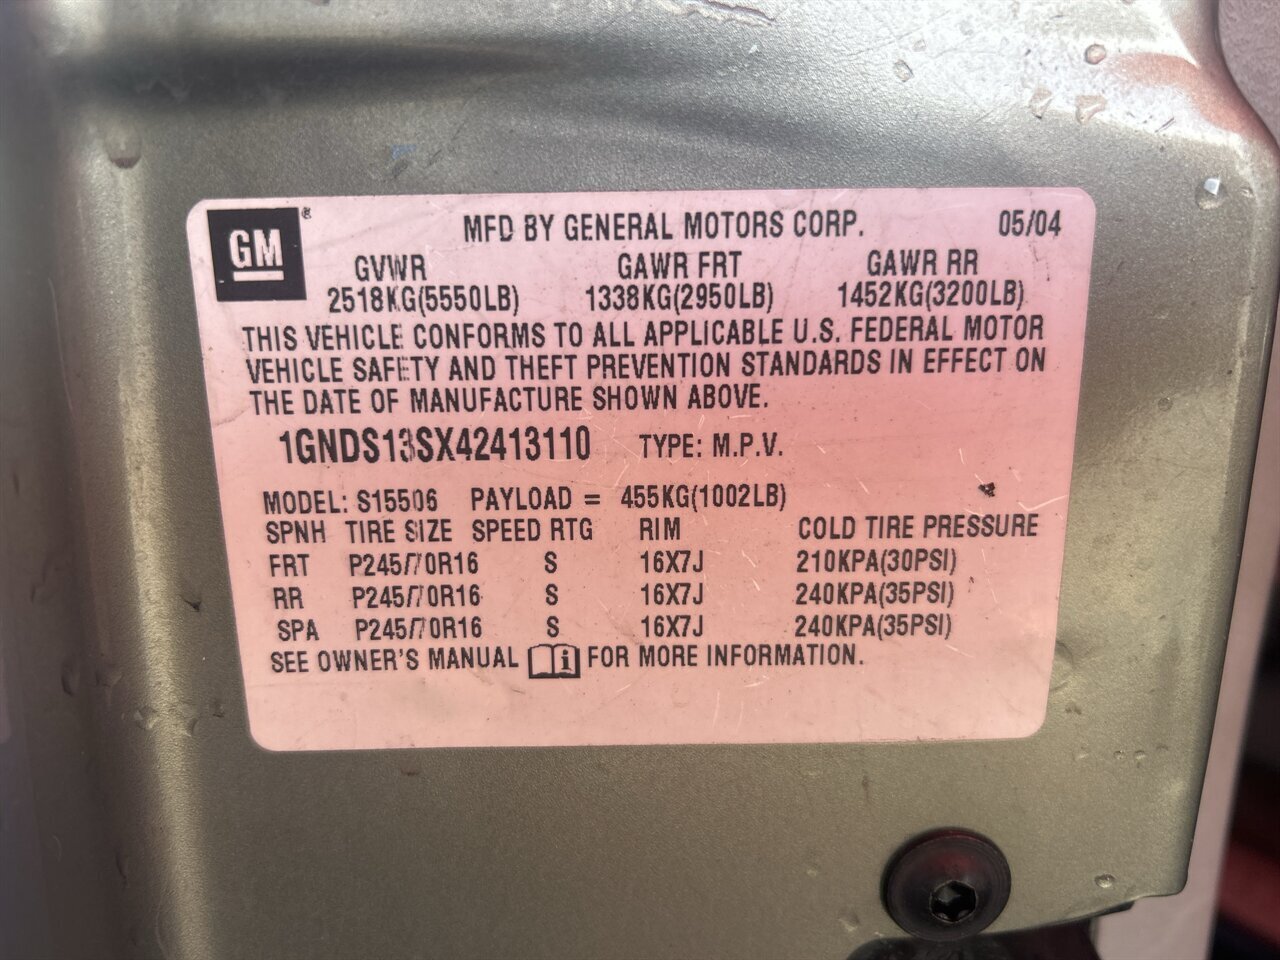 GM ® MFD BY GENERAL MOTORS CORP. 05/04
GVWR GAWR FRT GAWR RR
2518KG(5550LB) 1338KG(2950LB) 1452KG(3200LB)
THIS VEHICLE CONFORMS TO ALL APPLICABLE U.S. FEDERAL MOTOR
VEHICLE SAFETY AND THEFT PREVENTION STANDARDS IN EFFECT ON
THE DATE OF MANUFACTURE SHOWN ABOVE.
1GNDS13SX42413110 TYPE: M.P.V.
MODEL: S15506 PAYLOAD = 455KG(1002LB)
SPNH TIRE SIZE SPEED RTG RIM COLD TIRE PRESSURE
FRT P245/70R16 S 16X7J 210KPA(30PSI)
RR P245/70R16 S 16X7J 240KPA(35PSI)
SPA P245/70R16 S 16X7J 240KPA(35PSI)
SEE OWNER'S MANUAL i FOR MORE INFORMATION.